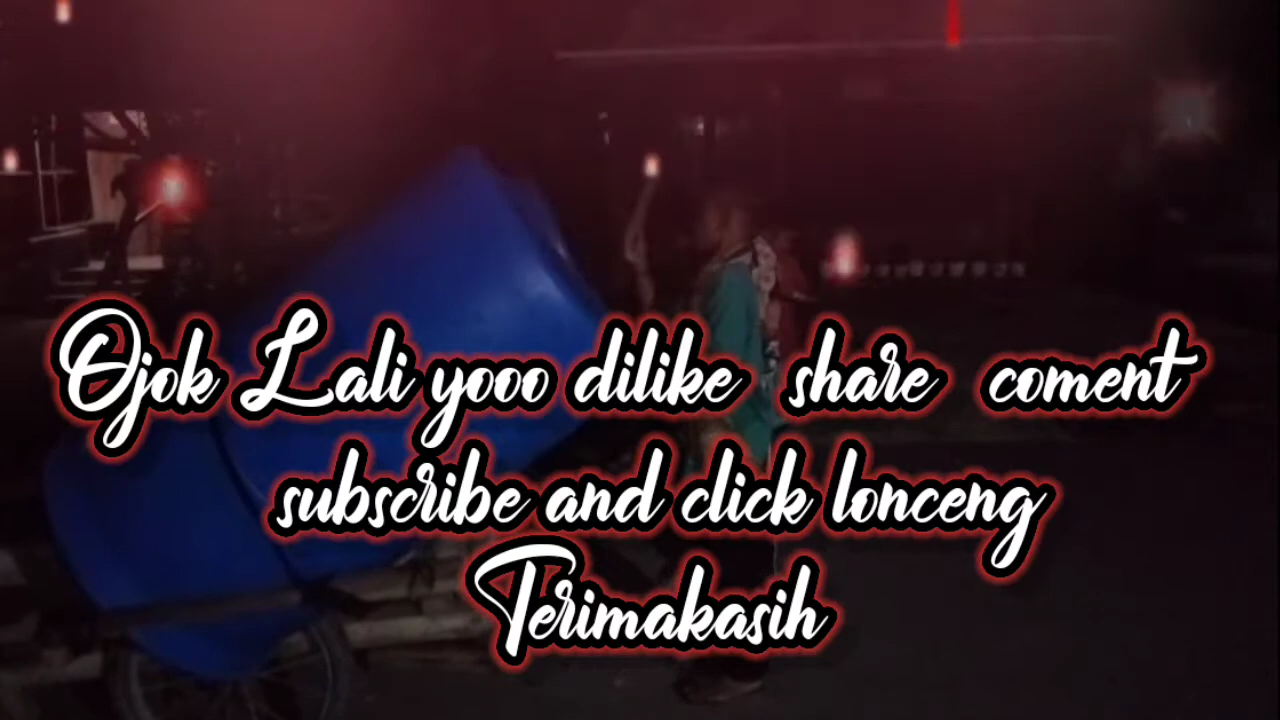 Ojok Lali yooo dilike share coment
subscribe and click lonceng
Terimakasih